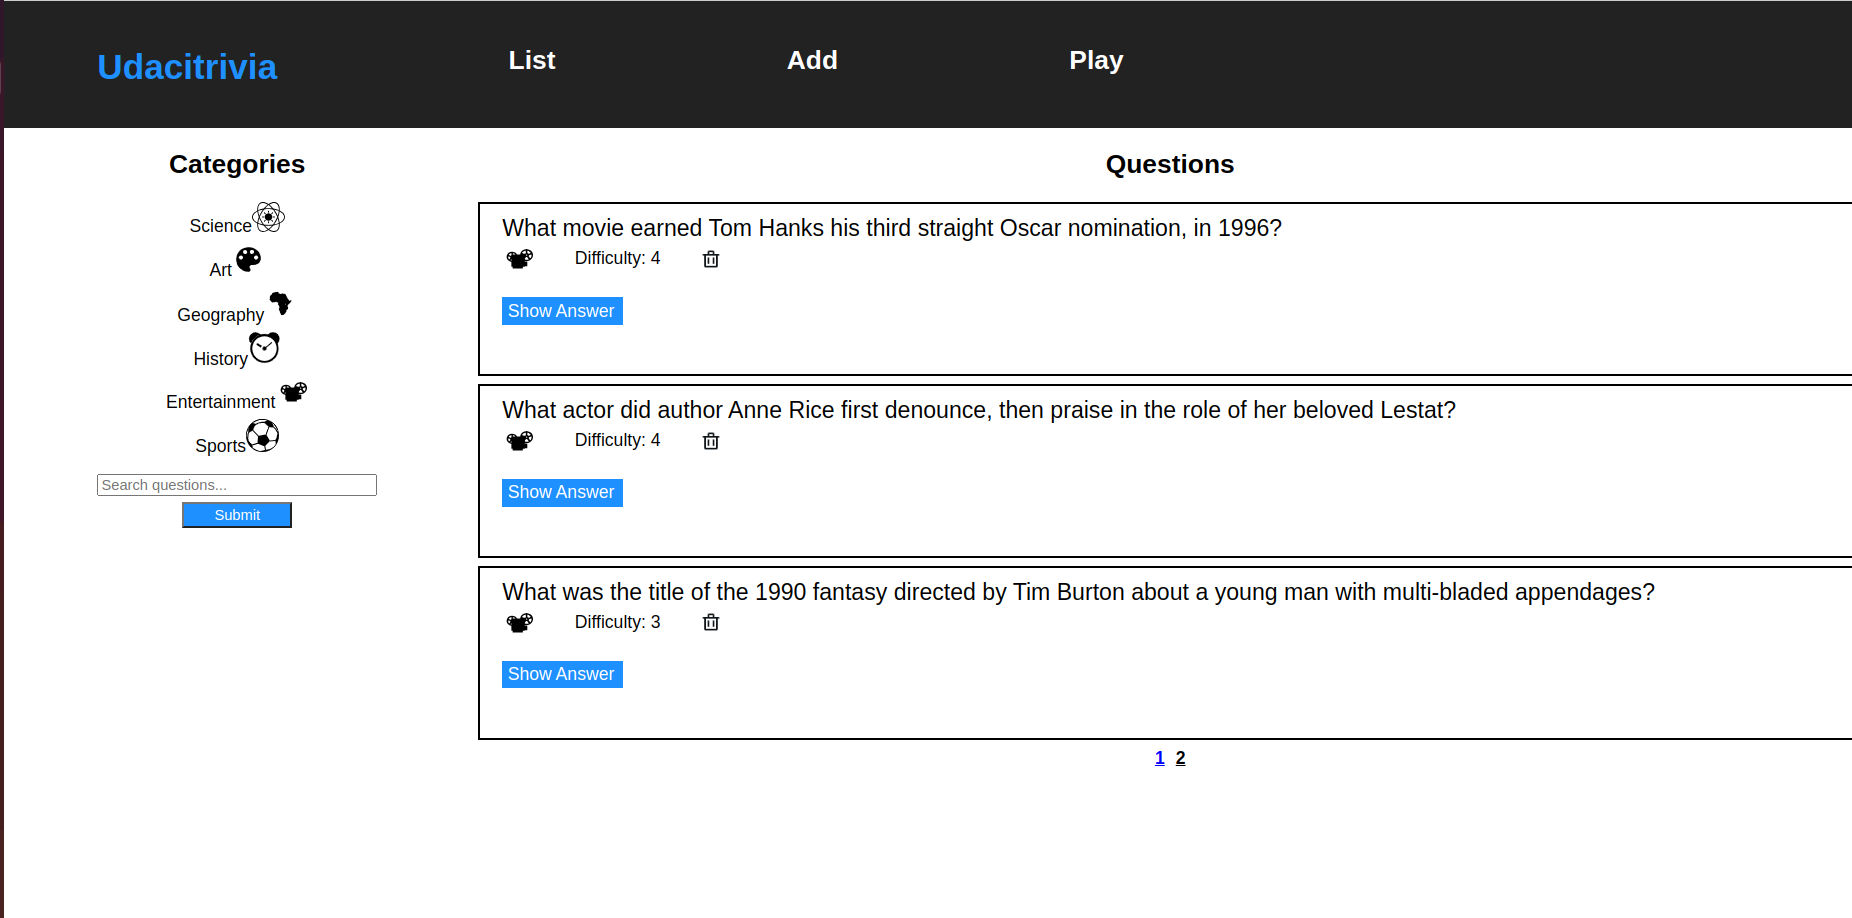 Udacitrivia
List
Add
Play
Categories
Science
Art
Geography
History
Entertainment
Sports
Search questions...
Submit
Questions
What movie earned Tom Hanks his third straight Oscar nomination, in 1996?
Difficulty: 4
Show Answer
What actor did author Anne Rice first denounce, then praise in the role of her beloved Lestat?
Difficulty: 4
Show Answer
What was the title of the 1990 fantasy directed by Tim Burton about a young man with multi-bladed appendages?
Difficulty: 3
Show Answer
1 2